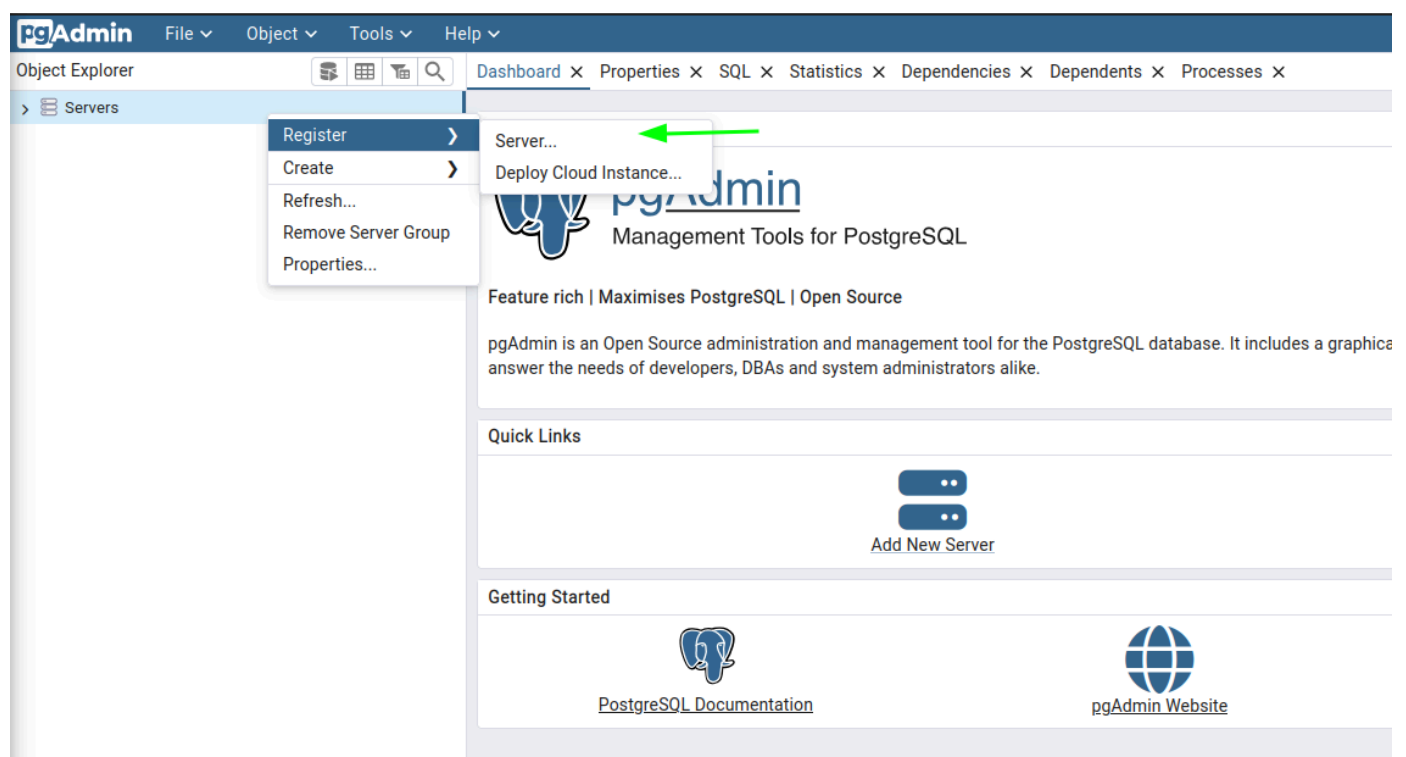 pgAdmin File Object Tools Help
Object Explorer
Dashboard Properties SQL Statistics Dependencies Dependents Processes
Servers
Register
Create
Refresh...
Remove Server Group
Properties...
Server...
Deploy Cloud Instance...
pgAdmin
Management Tools for PostgreSQL
Feature rich | Maximises PostgreSQL | Open Source
pgAdmin is an Open Source administration and management tool for the PostgreSQL database. It includes a graphica
answer the needs of developers, DBAs and system administrators alike.
Quick Links
Add New Server
Getting Started
PostgreSQL Documentation
pgAdmin Website